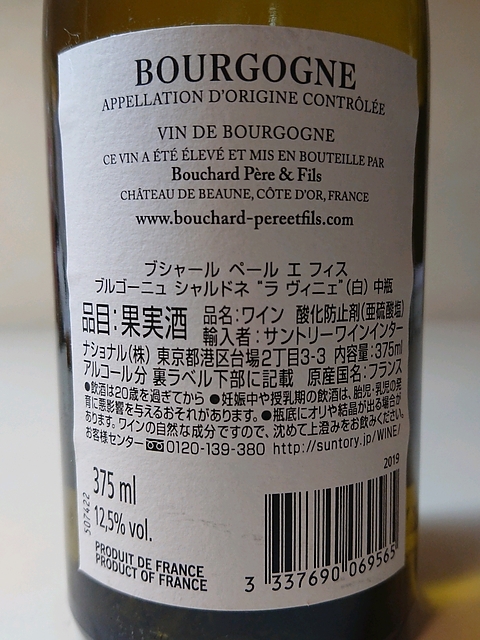 BOURGOGNE
APPELLATION D'ORIGINE CONTRÔLÉE
VIN DE BOURGOGNE
CE VIN A ÉTÉ ÉLEVÉ ET MIS EN BOUTEILLE PAR
Bouchard Père & Fils
CHÂTEAU DE BEAUNE, CÔTE D'OR, FRANCE
www.bouchard-pereetfils.com
ブシャール ペール エ フィス
ブルゴーニュ シャルドネ "ラ ヴィニェ"(白) 中瓶
品目:果実酒 品名:ワイン 酸化防止剤(亜硫酸塩)
輸入者:サントリーワインインター
ナショナル(株) 東京都港区台場2丁目3-3 内容量:375ml
アルコール分 裏ラベル下部に記載 原産国名:フランス
●飲酒は20歳を過ぎてから ●妊娠中や授乳期の飲酒は、胎児・乳児の発
育に悪影響を与えるおそれがあります。 ●瓶底にオリや結晶が出る場合が
あります。ワインの自然な成分ですので、沈めて上澄みをお飲みください。
お客様センター 0120-139-380 http://suntory.jp/WINE/
2019
375 ml
12,5% vol.
S07422
PRODUIT DE FRANCE
PRODUCT OF FRANCE
3 337690 069565